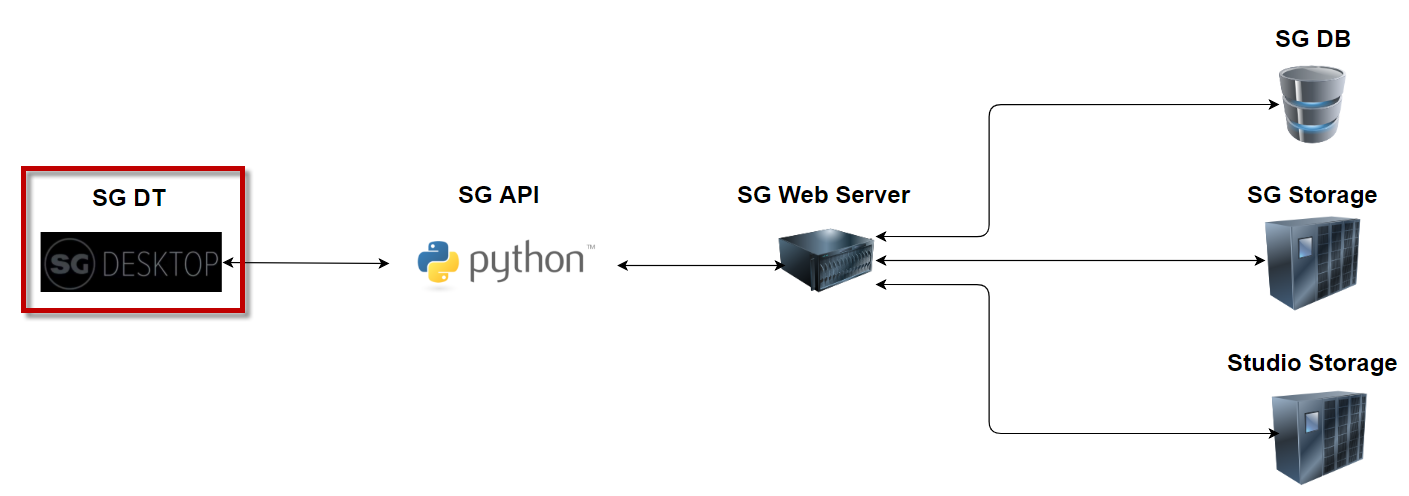 SG DB
SG DT
SG API
SG Web Server
SG Storage
SG DESKTOP
python™
Studio Storage